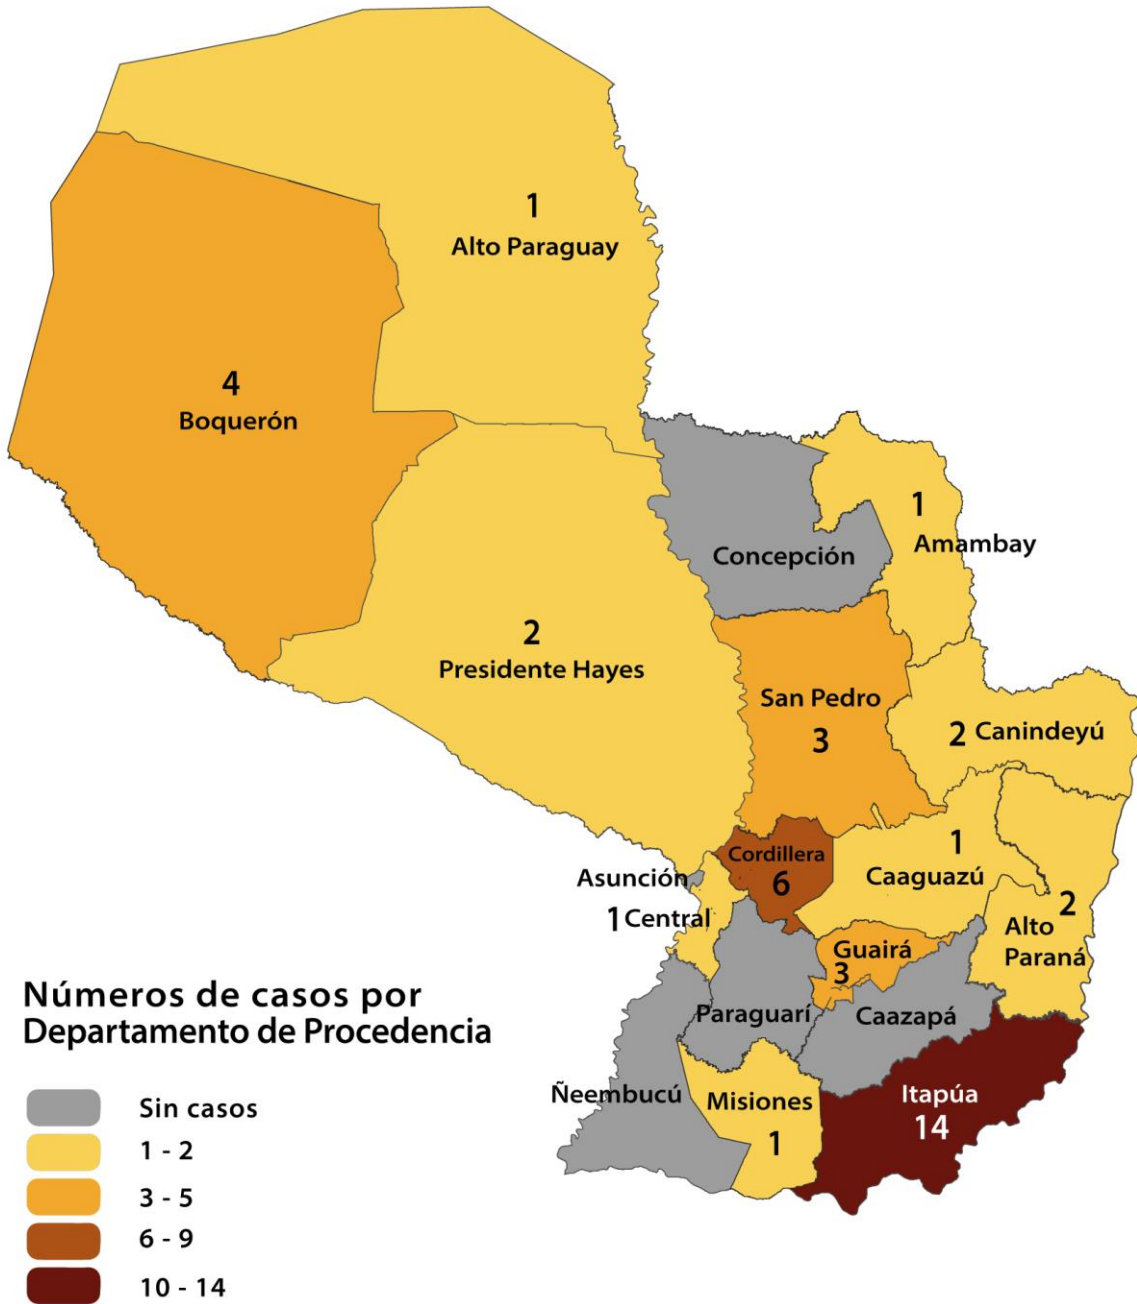 1
Alto Paraguay
4
Boquerón
1
Amambay
Concepción
2
Presidente Hayes
San Pedro
3
2 Canindeyú
1
Caaguazú
Cordillera
6
Asunción
1 Central
2
Alto
Paraná
Guairá
3
Paraguarí
Caazapá
Ñeembucú
Misiones
1
Itapúa
14
Números de casos por
Departamento de Procedencia
Sin casos
1 - 2
3 - 5
6 - 9
10 - 14